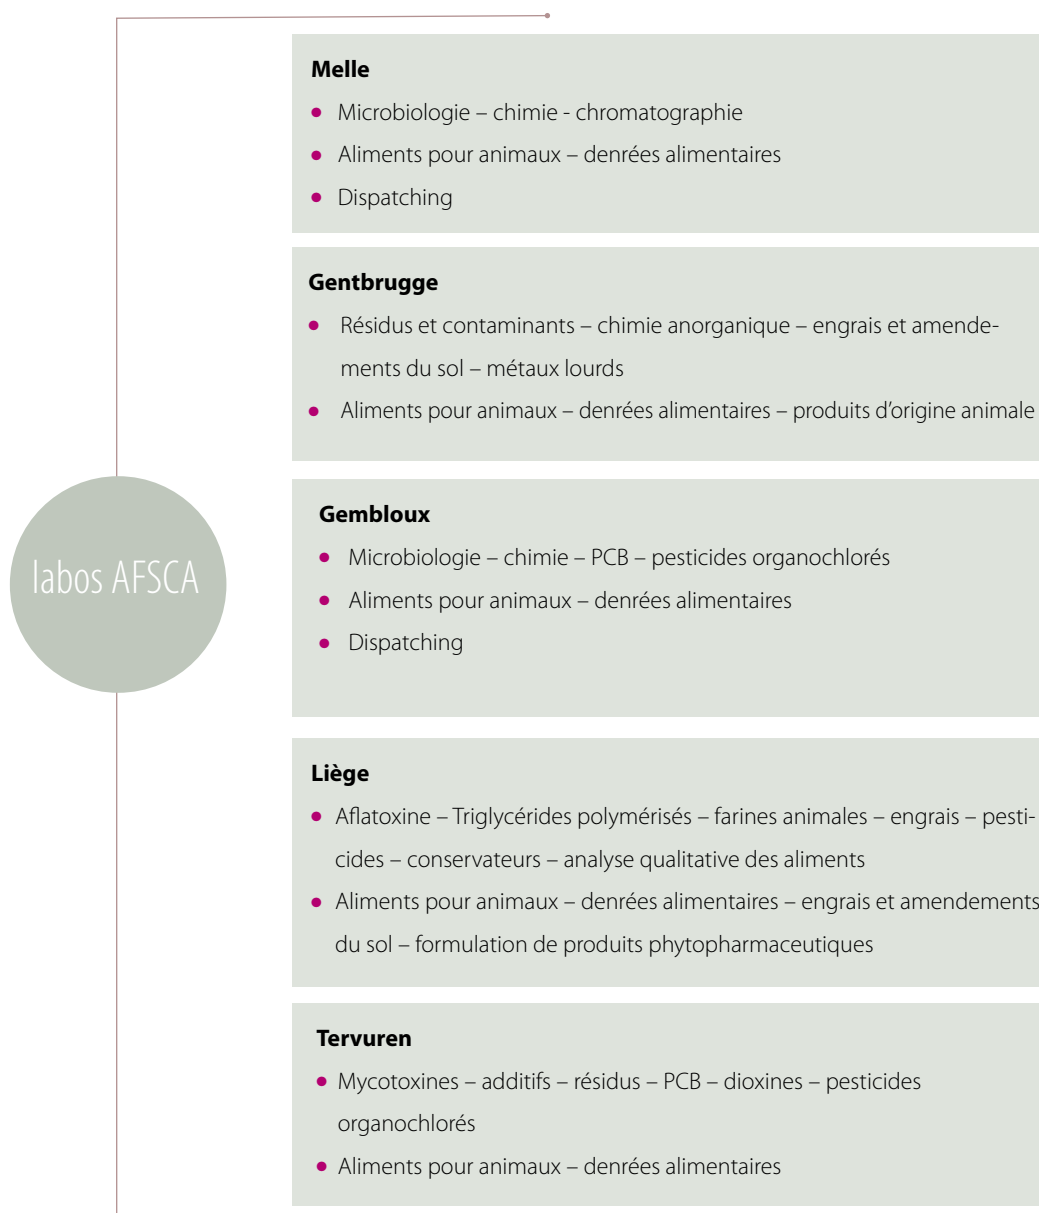 Melle
• Microbiologie – chimie - chromatographie
• Aliments pour animaux – denrées alimentaires
• Dispatching
Gentbrugge
• Résidus et contaminants – chimie anorganique – engrais et amende-
ments du sol – métaux lourds
• Aliments pour animaux – denrées alimentaires – produits d’origine animale
labos AFSCA
Gembloux
• Microbiologie – chimie – PCB – pesticides organochlorés
• Aliments pour animaux – denrées alimentaires
• Dispatching
Liège
• Aflatoxine – Triglycérides polymérisés – farines animales – engrais – pesti-
cides – conservateurs – analyse qualitative des aliments
• Aliments pour animaux – denrées alimentaires – engrais et amendements
du sol – formulation de produits phytopharmaceutiques
Tervuren
• Mycotoxines – additifs – résidus – PCB – dioxines – pesticides
organochlorés
• Aliments pour animaux – denrées alimentaires